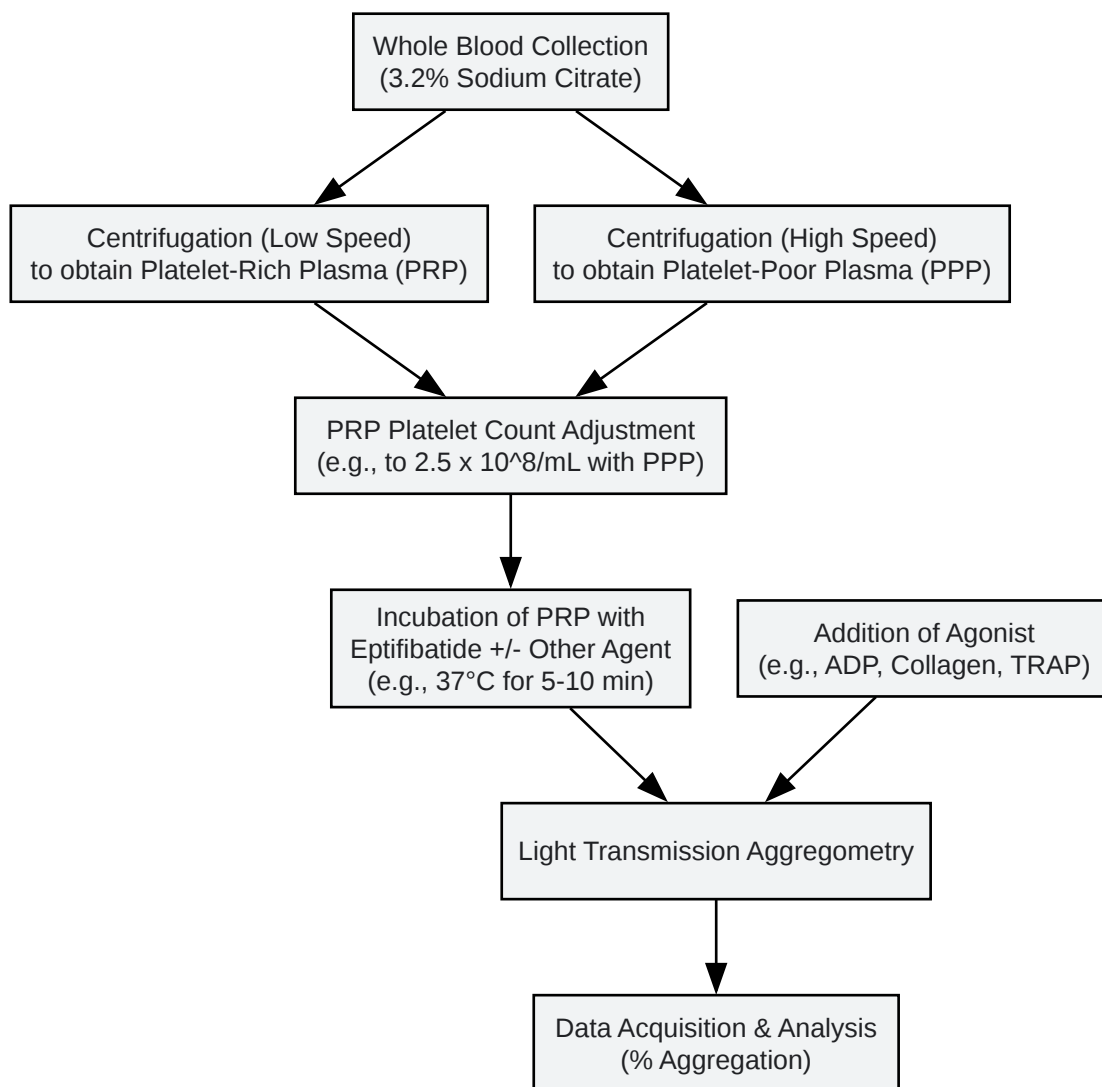 Whole Blood Collection
(3.2% Sodium Citrate)
Centrifugation (Low Speed)
to obtain Platelet-Rich Plasma (PRP)
Centrifugation (High Speed)
to obtain Platelet-Poor Plasma (PPP)
PRP Platelet Count Adjustment
(e.g., to 2.5 x 10^8/mL with PPP)
Incubation of PRP with
Eptifibatide +/- Other Agent
(e.g., 37°C for 5-10 min)
Addition of Agonist
(e.g., ADP, Collagen, TRAP)
Light Transmission Aggregometry
Data Acquisition & Analysis
(% Aggregation)